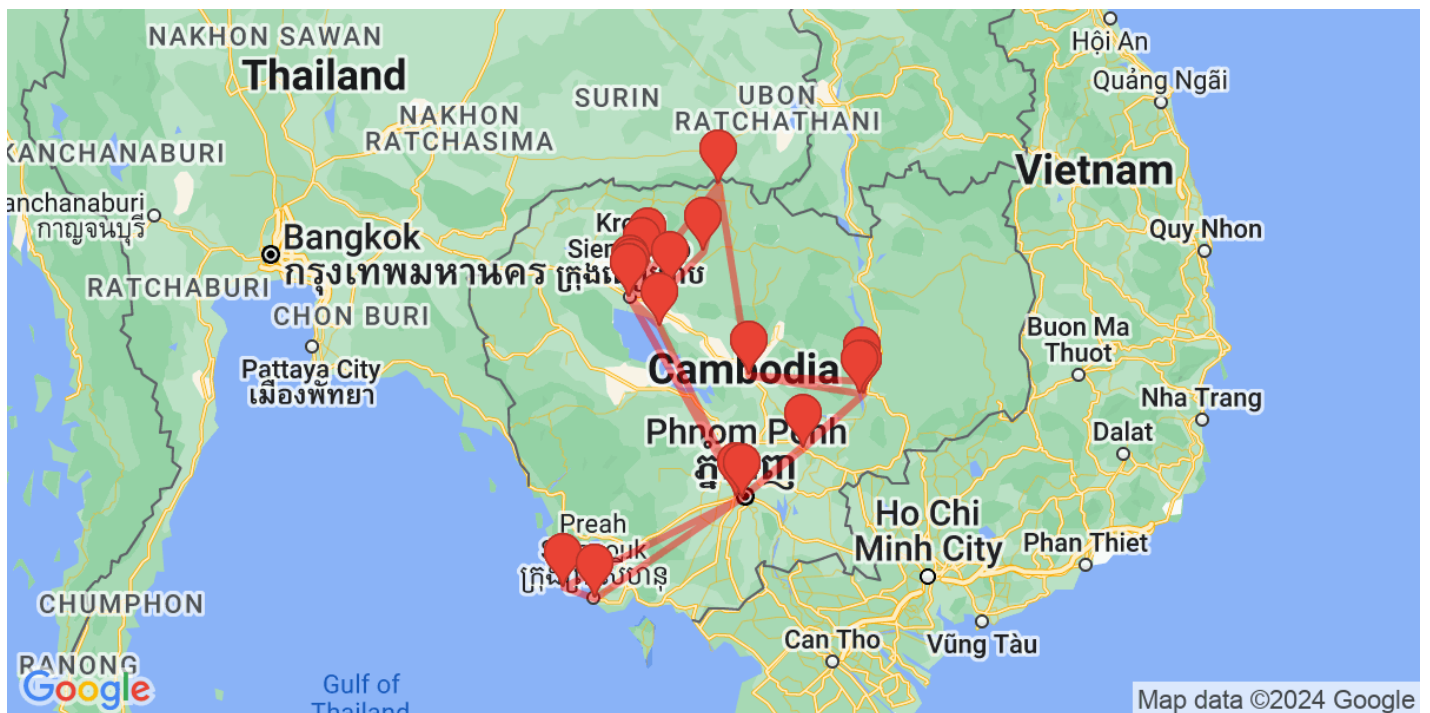 NAKHON SAWAN
Thailand
NAKHON
RATCHASIMA
SURIN
UBON
RATCHATHANI
Hội An
Quảng Ngãi
Vietnam
KANCHANABURI
anchanaburi
กาญจนบุรี
Bangkok
กรุงเทพมหานคร
RATCHABURI
CHON BURI
Pattaya City
เมืองพัทยา
Quy Nhon
Buon Ma
Thuot
Nha Trang
Dalat
Cambodia
Phnom Penh
Ho Chi
Minh City
Phan Thiet
Preah
CHUMPHON
RANONG
Can Tho
Vũng Tàu
Gulf of
Thailand
Google
Map data ©2024 Google